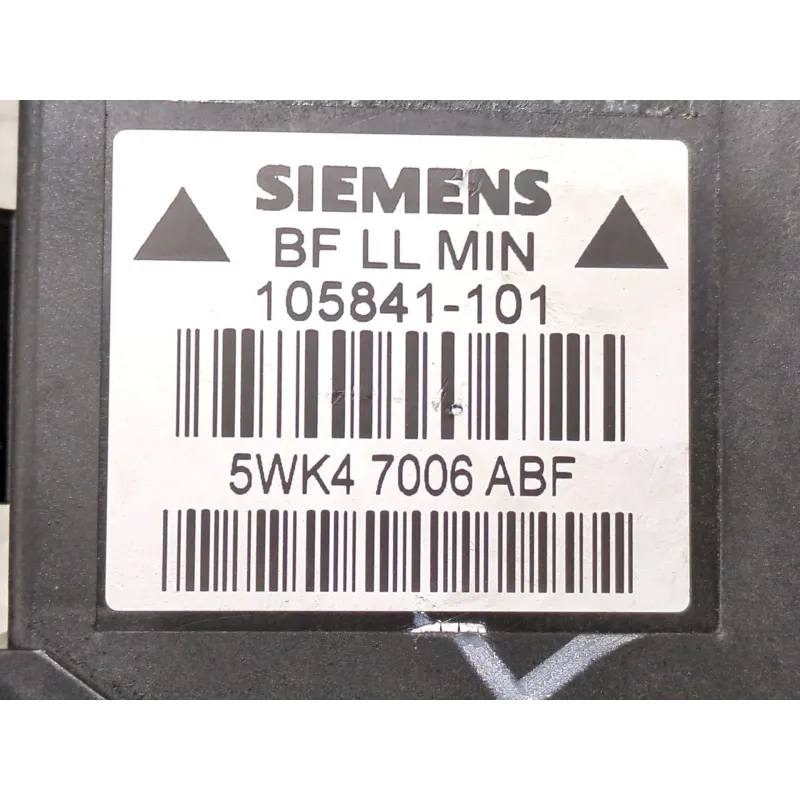 SIEMENS
BF LL MIN
105841-101
5WK4 7006 ABF